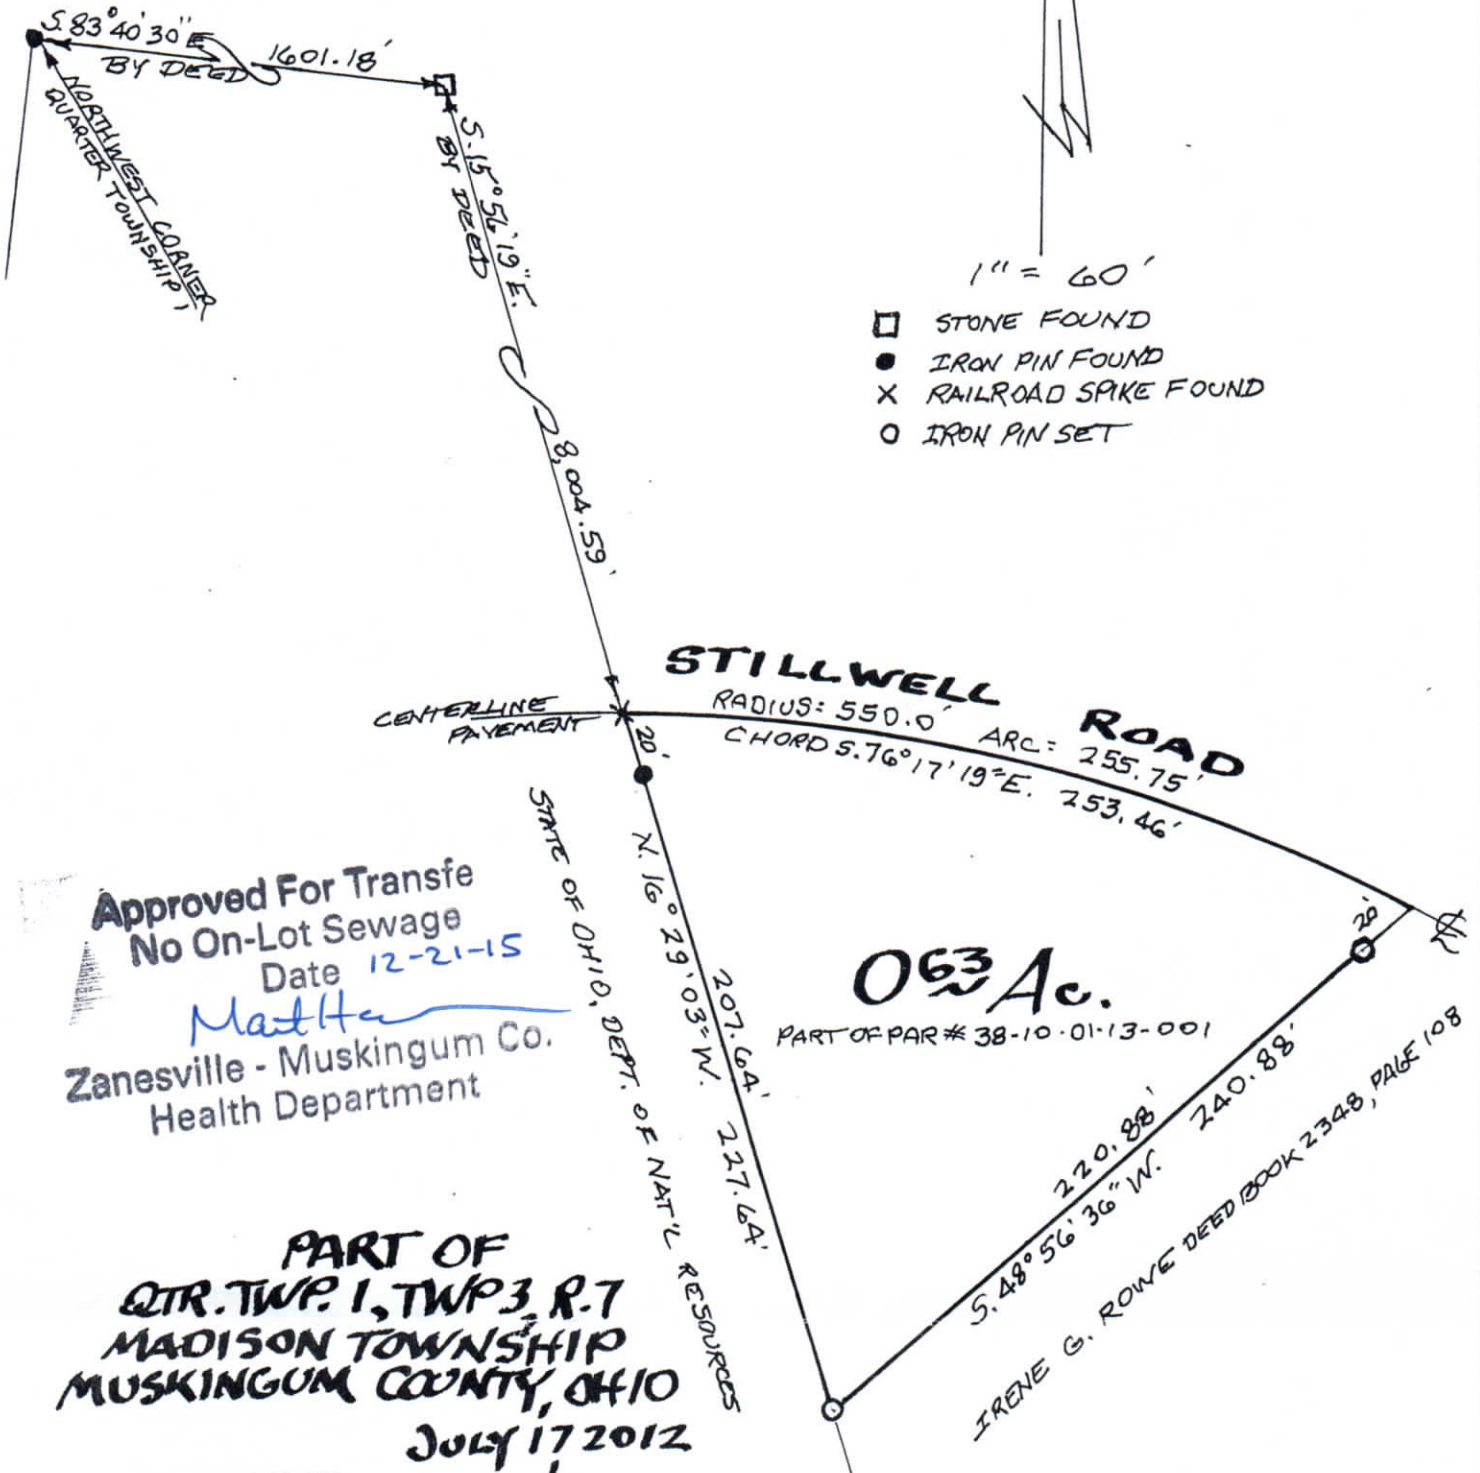 S. 83°40'30" E
1601.18'
BY DEED
NORTHWEST CORNER
QUARTER TOWNSHIP 1
S. 15°56'19" E.
BY DEED
8,004.59'
1" = 60'
STONE FOUND
IRON PIN FOUND
RAILROAD SPIKE FOUND
IRON PIN SET
STILLWELL ROAD
RADIUS: 550.0' ARC = 255.75'
CHORD S. 76°17'19" E. 253.46'
CENTERLINE
PAVEMENT
20'
N. 16°29'03" W.
207.64'
227.64'
STATE OF OHIO, DEPT. OF NAT'L RESOURCES
20'
0.63 Ac.
PART OF PAR # 38-10-01-13-001
220.88'
S. 48°56'36" W. 240.88'
IRENE G. ROWE DEED BOOK 2348, PAGE 108
Approved For Transfe
No On-Lot Sewage
Date 12-21-15
Zanesville - Muskingum Co.
Health Department
PART OF
QTR. TWP. 1, TWP 3, R. 7
MADISON TOWNSHIP
MUSKINGUM COUNTY, OHIO
JULY 17, 2012